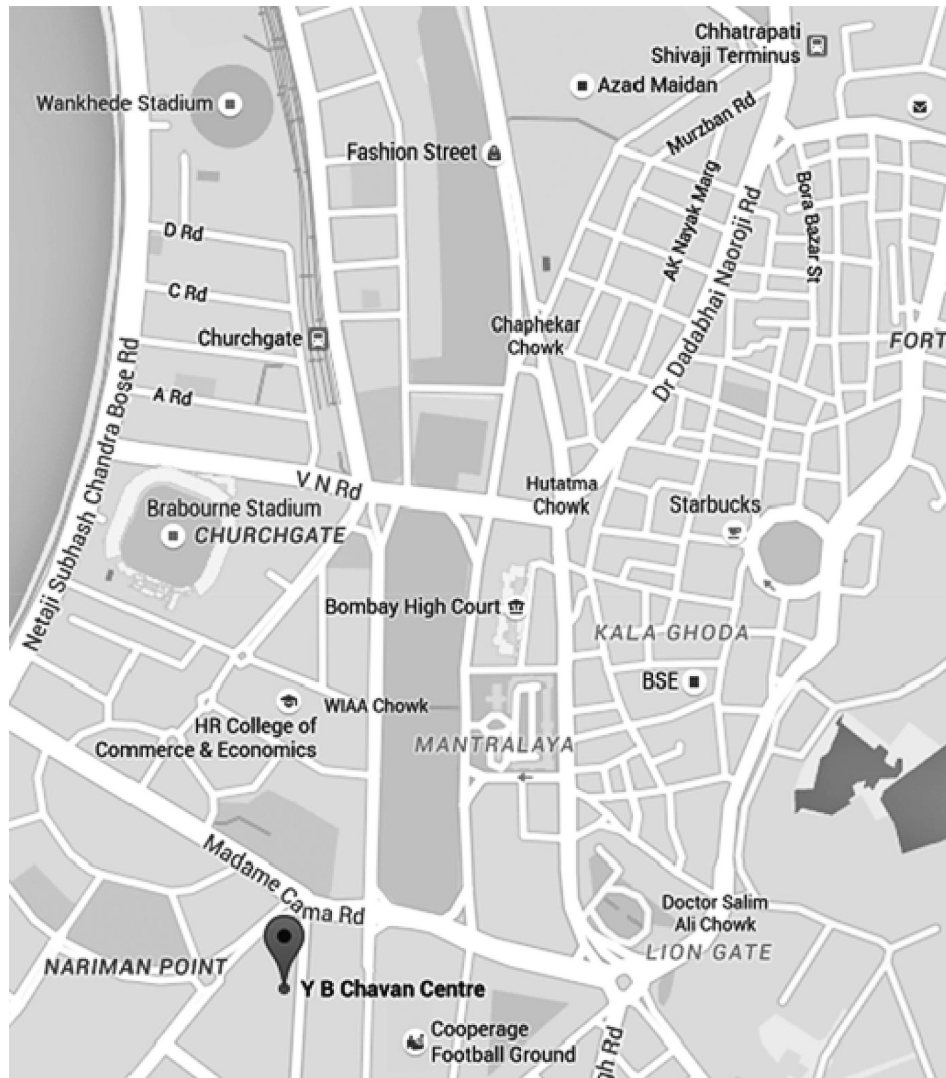 Chhatrapati
Shivaji Terminus
Azad Maidan
Wankhede Stadium
Murzban Rd
Fashion Street
AK Nayak Marg
Bora Bazar St
Dr Dadabhai Naoroji Rd
D Rd
C Rd
Churchgate
Chaphekar
Chowk
FORT
A Rd
Netaji Subhash Chandra Bose Rd
V N Rd
Hutatma
Chowk
Brabourne Stadium
CHURCHGATE
Starbucks
Bombay High Court
KALA GHODA
BSE
HR College of
Commerce & Economics
WIAA Chowk
MANTRALAYA
Madame Cama Rd
Doctor Salim
Ali Chowk
LION GATE
NARIMAN POINT
Y B Chavan Centre
Cooperage
Football Ground
gh Rd